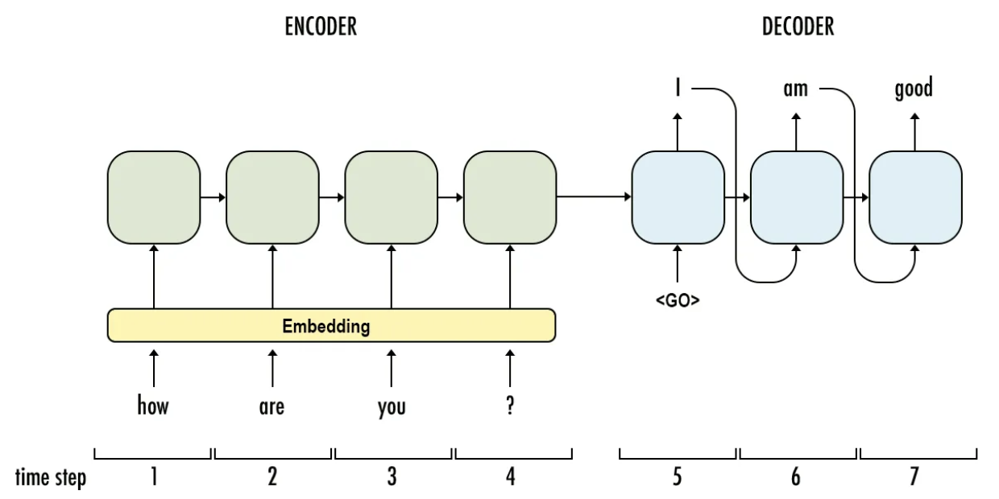 ENCODER DECODER
I am good
<GO>
Embedding
how are you ?
time step 1 2 3 4 5 6 7